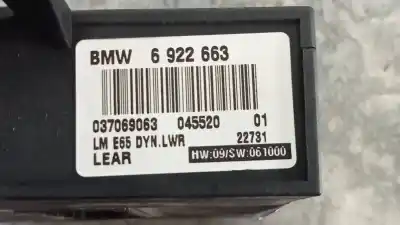 BMW 6 922 663
037069063 045520 01
LM E65 DYN.LWR 22731
LEAR HW:09/SW:061000